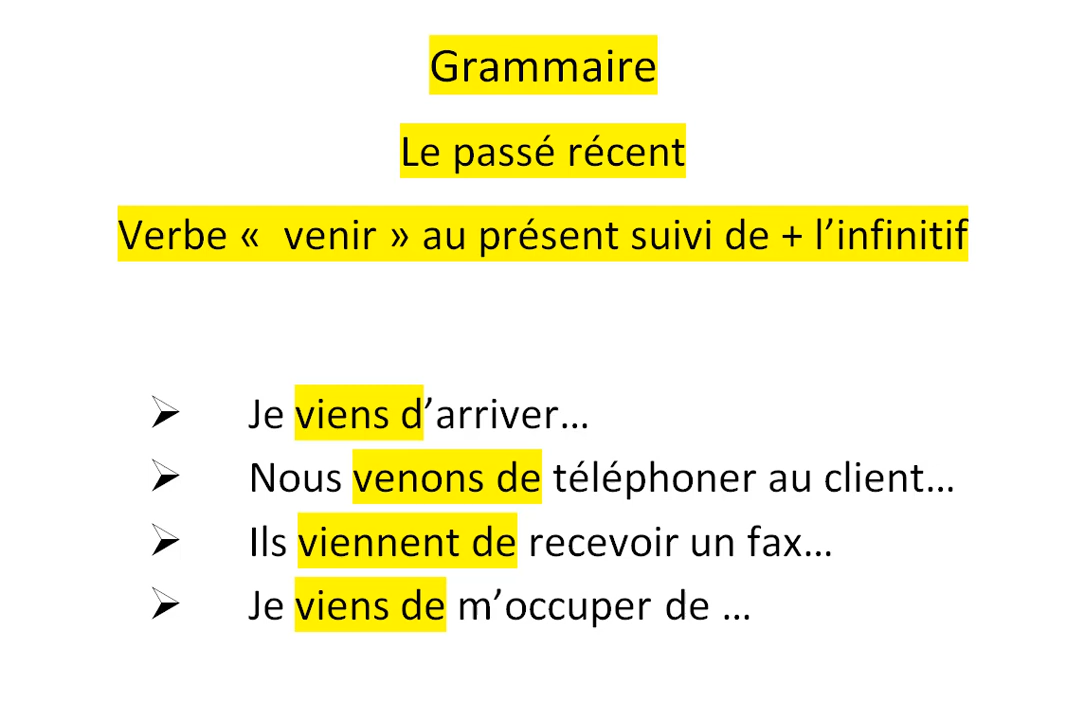 Grammaire
Le passé récent
Verbe «  venir » au présent suivi de + l’infinitif
➢ Je viens d’arriver…
➢ Nous venons de téléphoner au client…
➢ Ils viennent de recevoir un fax…
➢ Je viens de m’occuper de …